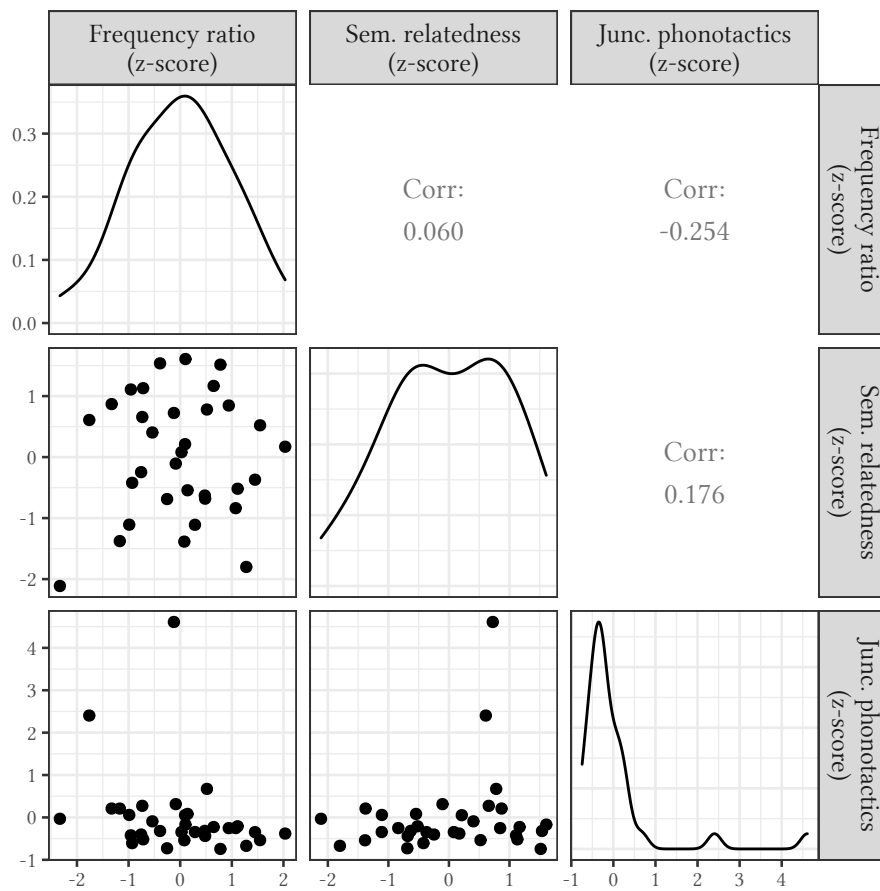 Frequency ratio
(z-score)
Sem. relatedness
(z-score)
Junc. phonotactics
(z-score)
0.3
0.2
0.1
0.0
Corr:
0.060
Corr:
-0.254
Frequency ratio
(z-score)
1
0
-1
-2
Corr:
0.176
Sem. relatedness
(z-score)
4
3
2
1
0
-1
Junc. phonotactics
(z-score)
-2 -1 0 1 2
-2 -1 0 1
-1 0 1 2 3 4